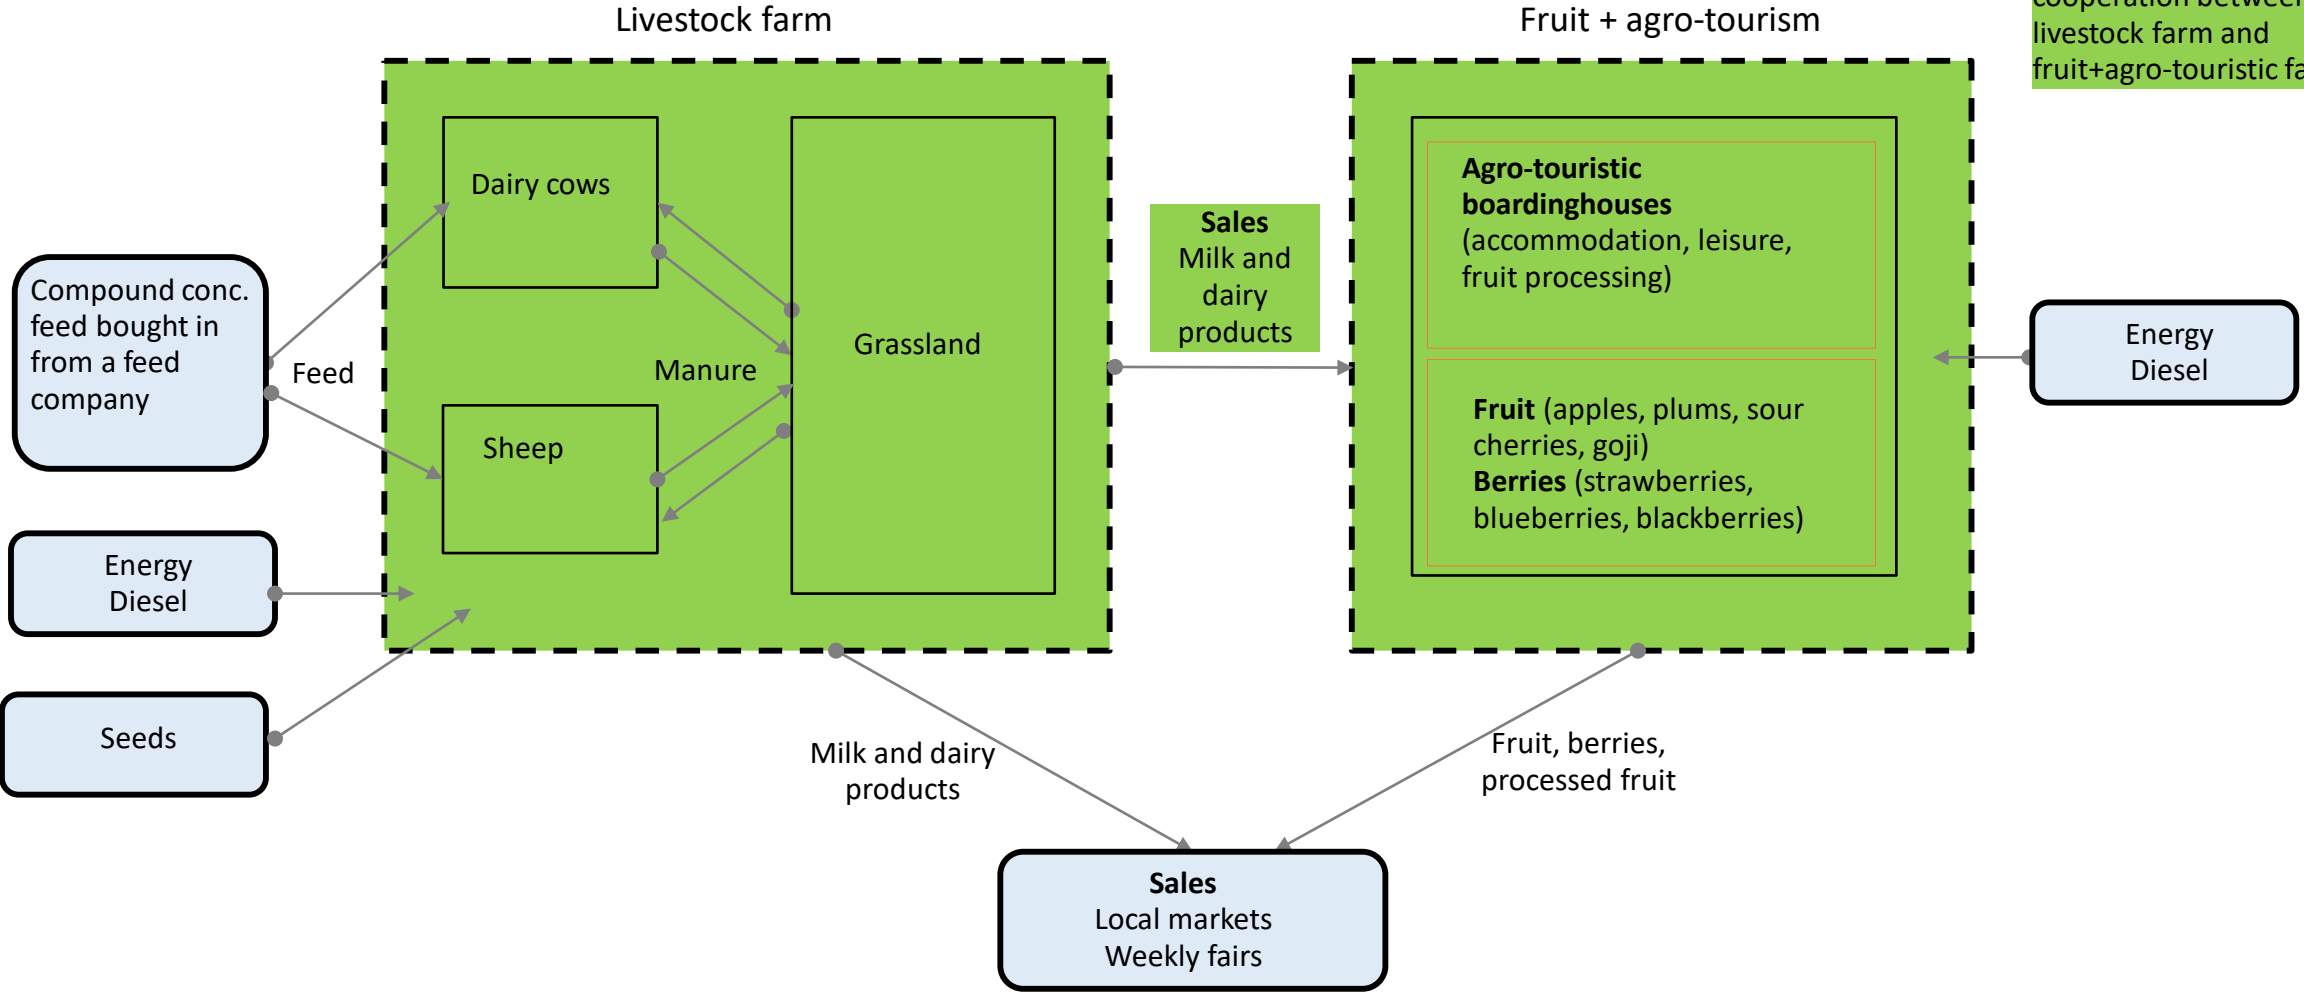 Livestock farm
Fruit + agro-tourism
cooperation between
livestock farm and
fruit+agro-touristic fa
Dairy cows
Agro-touristic
boardinghouses
(accommodation, leisure,
fruit processing)
Sales
Milk and
dairy
products
Compound conc.
feed bought in
from a feed
company
Feed
Manure
Grassland
Energy
Diesel
Sheep
Fruit (apples, plums, sour
cherries, goji)
Berries (strawberries,
blueberries, blackberries)
Energy
Diesel
Seeds
Milk and dairy
products
Fruit, berries,
processed fruit
Sales
Local markets
Weekly fairs